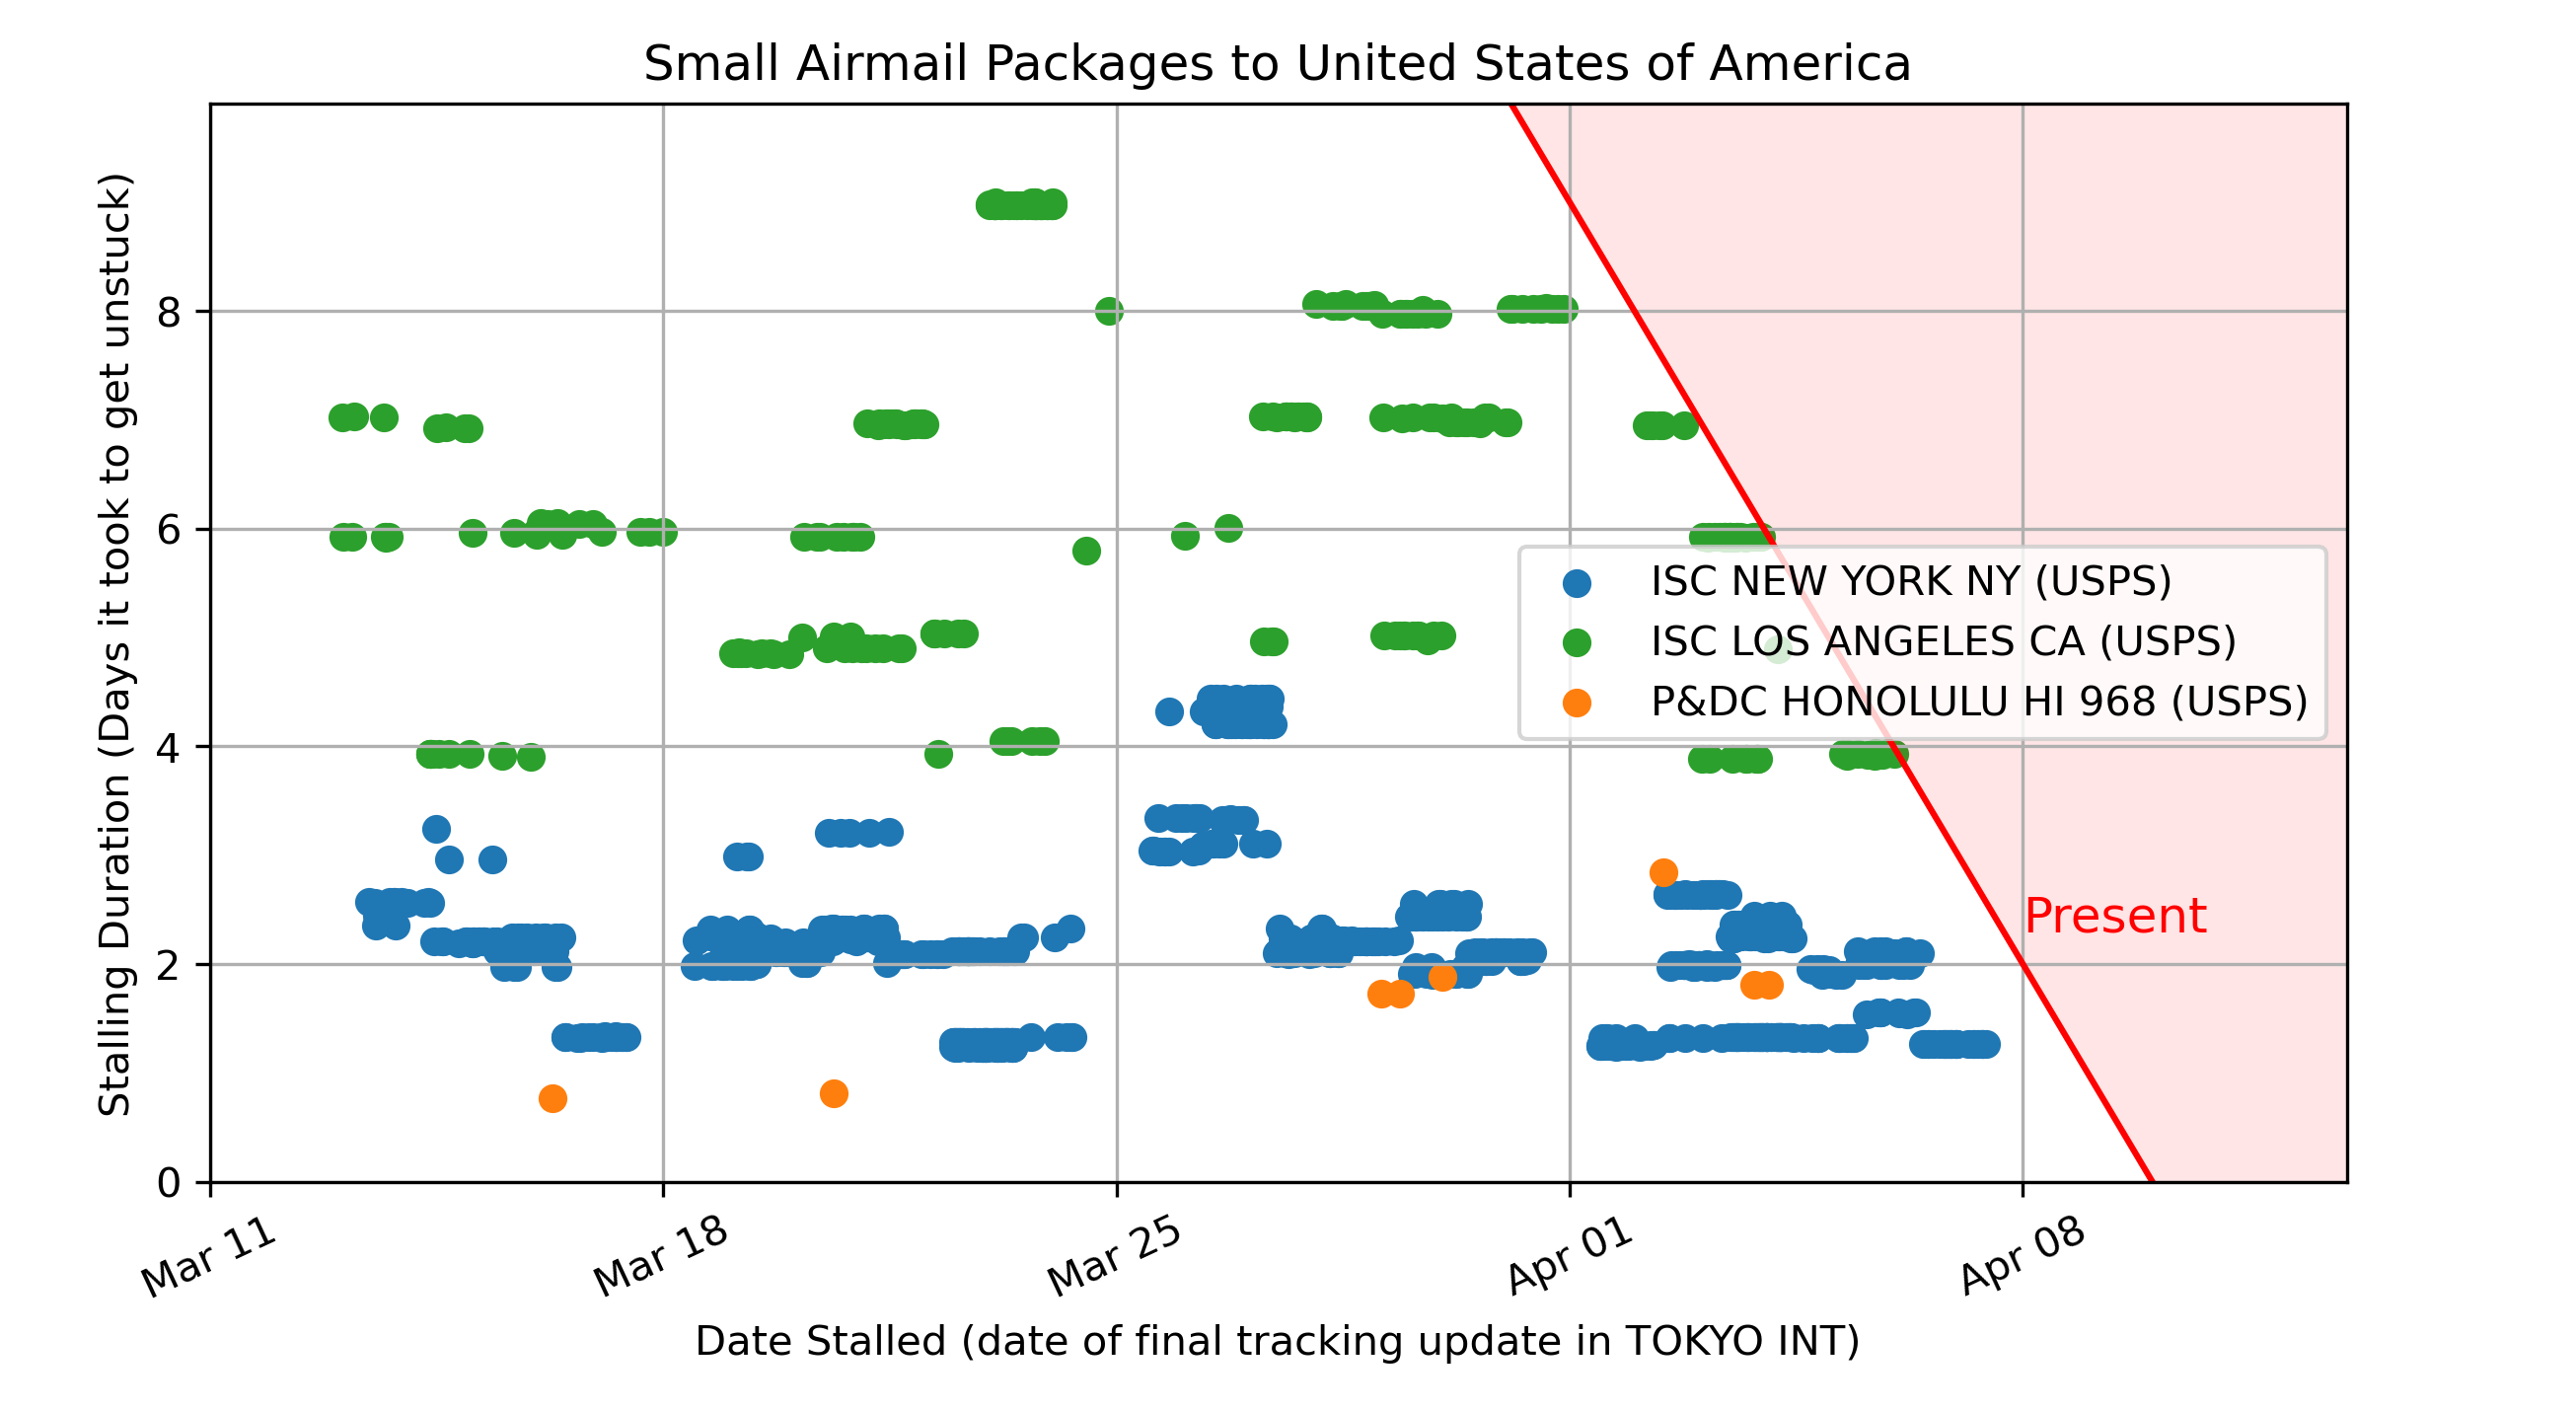 Small Airmail Packages to United States of America
Stalling Duration (Days it took to get unstuck)
8
6
4
2
0
ISC NEW YORK NY (USPS)
ISC LOS ANGELES CA (USPS)
P&DC HONOLULU HI 968 (USPS)
Present
Mar 11
Mar 18
Mar 25
Apr 01
Apr 08
Date Stalled (date of final tracking update in TOKYO INT)